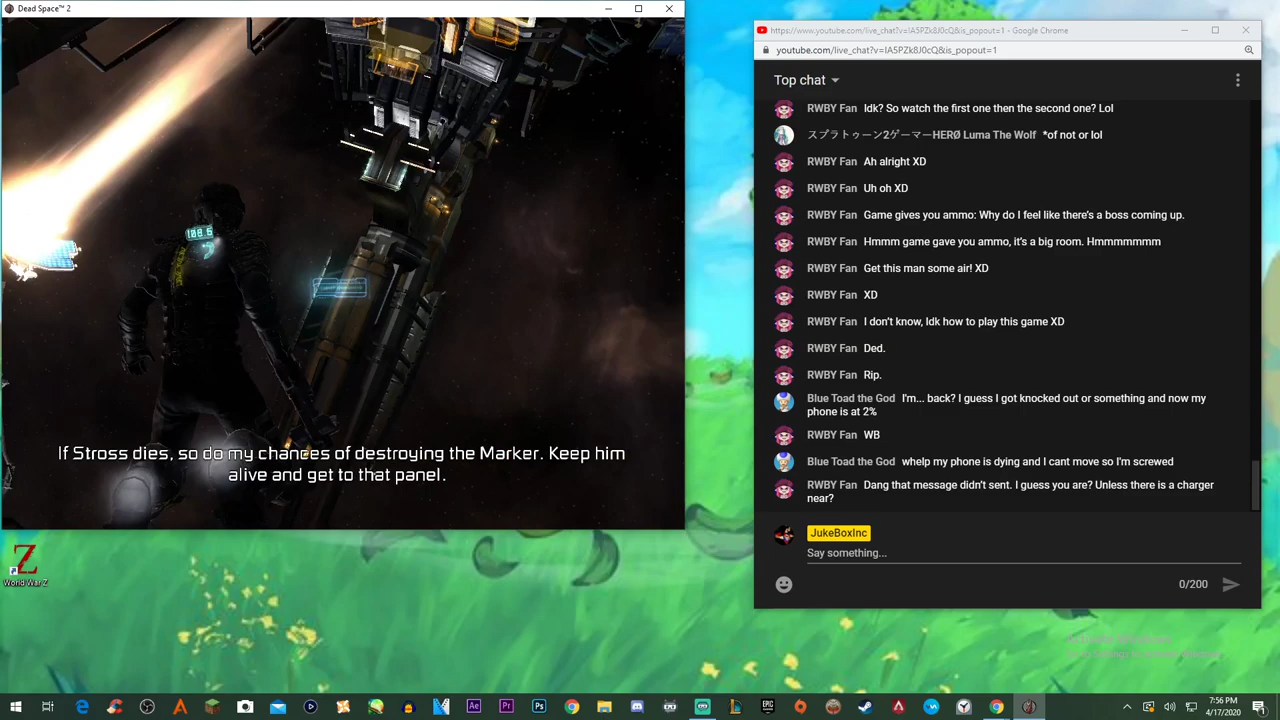 Dead Space™ 2
108.6
If Stross dies, so do my chances of destroying the Marker. Keep him
alive and get to that panel.
World War Z
https://www.youtube.com/live_chat?v=IA5PZk8J0cQ&is_popout=1 - Google Chrome
youtube.com/live_chat?v=IA5PZk8J0cQ&is_popout=1
Top chat
RWBY Fan Idk? So watch the first one then the second one? Lol
スプラトゥーン2ゲーマーHERØ Luma The Wolf *of not or lol
RWBY Fan Ah alright XD
RWBY Fan Uh oh XD
RWBY Fan Game gives you ammo: Why do I feel like there's a boss coming up.
RWBY Fan Hmmm game gave you ammo, it's a big room. Hmmmmmmm
RWBY Fan Get this man some air! XD
RWBY Fan XD
RWBY Fan I don't know, Idk how to play this game XD
RWBY Fan Ded.
RWBY Fan Rip.
Blue Toad the God I'm... back? I guess I got knocked out or something and now my
phone is at 2%
RWBY Fan WB
Blue Toad the God whelp my phone is dying and I cant move so I'm screwed
RWBY Fan Dang that message didn't sent. I guess you are? Unless there is a charger
near?
JukeBoxInc
Say something...
0/200
Ae
Pr
Ps
EPIC
7:56 PM
4/17/2020